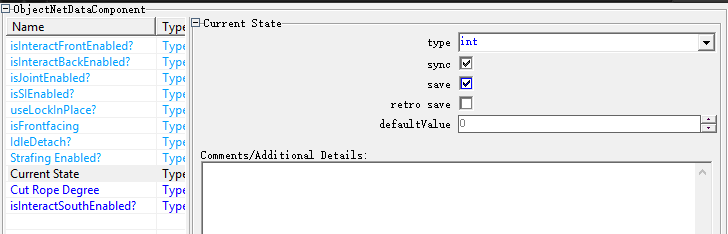 ObjectNetDataComponent
Name Type
isInteractFrontEnabled? Type
isInteractBackEnabled? Type
isJointEnabled? Type
isSIEnabled? Type
useLockInPlace? Type
isFrontfacing Type
IdleDetach? Type
Strafing Enabled? Type
Current State Type
Cut Rope Degree Type
isInteractSouthEnabled? Type
Current State
type int
sync
save
retro save
defaultValue 0
Comments/Additional Details: